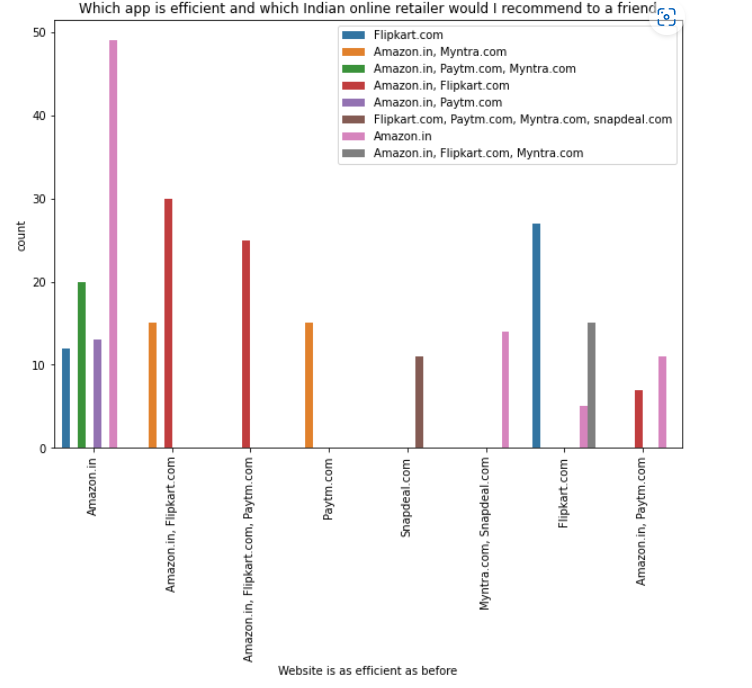 Which app is efficient and which Indian online retailer would I recommend to a friend
Flipkart.com
Amazon.in, Myntra.com
Amazon.in, Paytm.com, Myntra.com
Amazon.in, Flipkart.com
Amazon.in, Paytm.com
Flipkart.com, Paytm.com, Myntra.com, snapdeal.com
Amazon.in
Amazon.in, Flipkart.com, Myntra.com
50
40
30
20
10
0
count
Amazon.in
Amazon.in, Flipkart.com
Amazon.in, Flipkart.com, Paytm.com
Paytm.com
Snapdeal.com
Myntra.com, Snapdeal.com
Flipkart.com
Amazon.in, Paytm.com
Website is as efficient as before